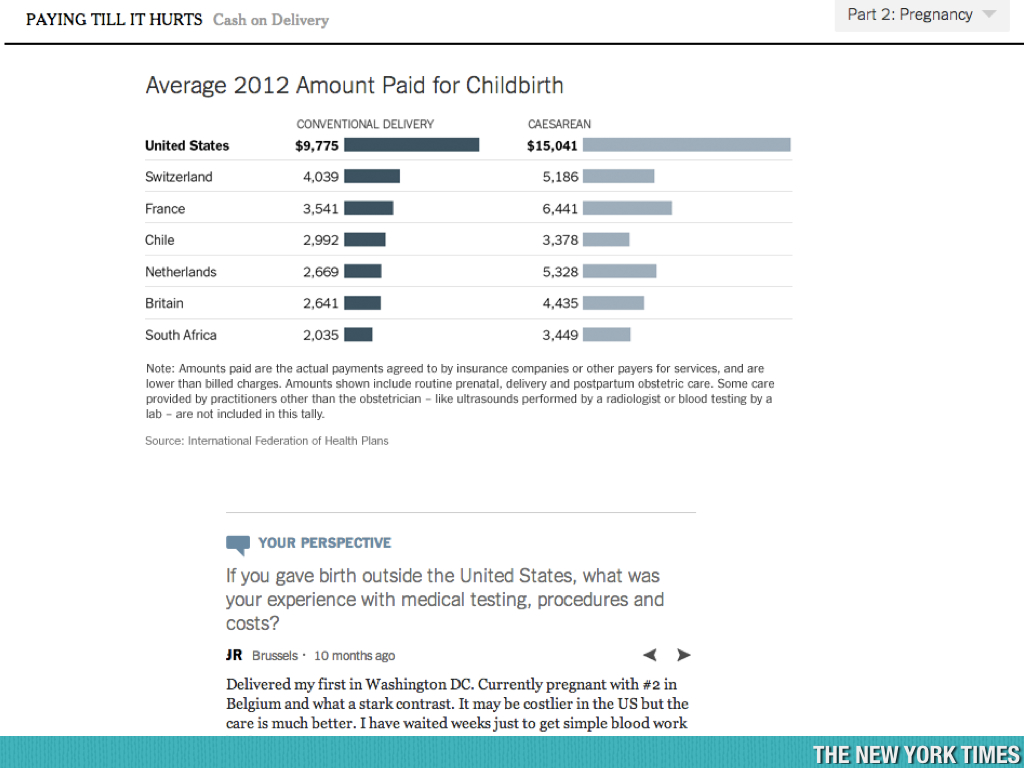 PAYING TILL IT HURTS Cash on Delivery
Part 2: Pregnancy
Average 2012 Amount Paid for Childbirth
CONVENTIONAL DELIVERY CAESAREAN
United States $9,775 $15,041
Switzerland 4,039 5,186
France 3,541 6,441
Chile 2,992 3,378
Netherlands 2,669 5,328
Britain 2,641 4,435
South Africa 2,035 3,449
Note: Amounts paid are the actual payments agreed to by insurance companies or other payers for services, and are
lower than billed charges. Amounts shown include routine prenatal, delivery and postpartum obstetric care. Some care
provided by practitioners other than the obstetrician – like ultrasounds performed by a radiologist or blood testing by a
lab – are not included in this tally.
Source: International Federation of Health Plans
YOUR PERSPECTIVE
If you gave birth outside the United States, what was
your experience with medical testing, procedures and
costs?
JR Brussels · 10 months ago
Delivered my first in Washington DC. Currently pregnant with #2 in
Belgium and what a stark contrast. It may be costlier in the US but the
care is much better. I have waited weeks just to get simple blood work
THE NEW YORK TIMES